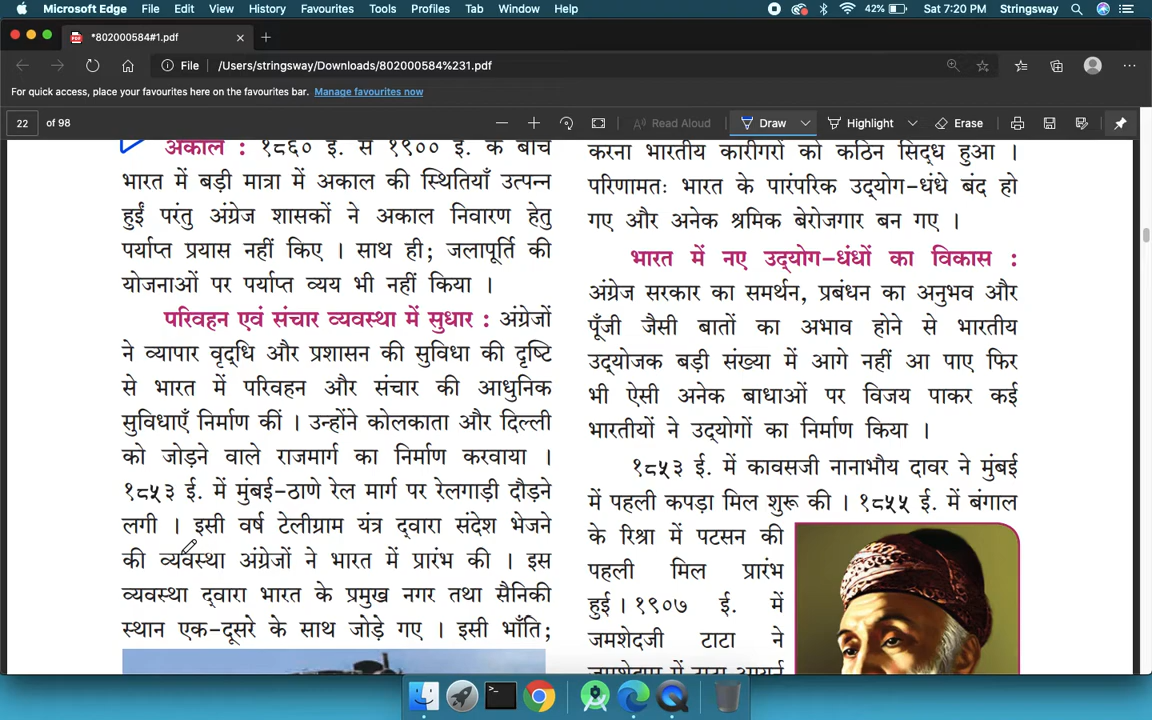 Microsoft Edge File Edit View History Favourites Tools Profiles Tab Window Help 42% Sat 7:20 PM Stringsway
*802000584#1.pdf
File /Users/stringsway/Downloads/802000584%231.pdf
For quick access, place your favourites here on the favourites bar. Manage favourites now
22 of 98 Read Aloud Draw Highlight Erase
अकाल : १८६० ई. से १९०० ई. के बीच
भारत में बड़ी मात्रा में अकाल की स्थितियाँ उत्पन्न
हुईं परंतु अंग्रेज शासकों ने अकाल निवारण हेतु
पर्याप्त प्रयास नहीं किए । साथ ही; जलापूर्ति की
योजनाओं पर पर्याप्त व्यय भी नहीं किया ।
परिवहन एवं संचार व्यवस्था में सुधार : अंग्रेजों
ने व्यापार वृद्धि और प्रशासन की सुविधा की दृष्टि
से भारत में परिवहन और संचार की आधुनिक
सुविधाएँ निर्माण कीं । उन्होंने कोलकाता और दिल्ली
को जोड़ने वाले राजमार्ग का निर्माण करवाया ।
१८५३ ई. में मुंबई-ठाणे रेल मार्ग पर रेलगाड़ी दौड़ने
लगी । इसी वर्ष टेलीग्राम यंत्र द्वारा संदेश भेजने
की व्यवस्था अंग्रेजों ने भारत में प्रारंभ की । इस
व्यवस्था द्वारा भारत के प्रमुख नगर तथा सैनिकी
स्थान एक-दूसरे के साथ जोड़े गए । इसी भाँति;
करना भारतीय कारीगरों को कठिन सिद्ध हुआ ।
परिणामतः भारत के पारंपरिक उद्योग-धंधे बंद हो
गए और अनेक श्रमिक बेरोजगार बन गए ।
भारत में नए उद्योग-धंधों का विकास :
अंग्रेज सरकार का समर्थन, प्रबंधन का अनुभव और
पूँजी जैसी बातों का अभाव होने से भारतीय
उद्योजक बड़ी संख्या में आगे नहीं आ पाए फिर
भी ऐसी अनेक बाधाओं पर विजय पाकर कई
भारतीयों ने उद्योगों का निर्माण किया ।
१८५३ ई. में कावसजी नानाभौय दावर ने मुंबई
में पहली कपड़ा मिल शुरू की । १८५५ ई. में बंगाल
के रिश्रा में पटसन की
पहली मिल प्रारंभ
हुई । १९०७ ई. में
जमशेदजी टाटा ने
जमशेदपुर में टाटा आयर्न